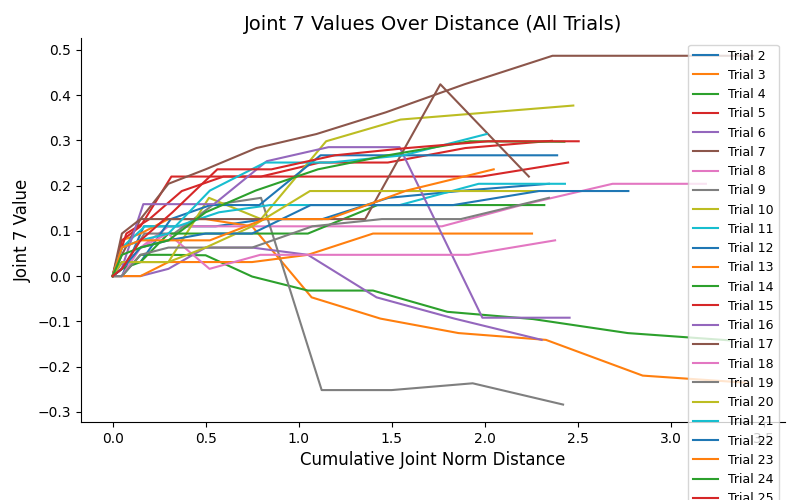 Joint 7 Values Over Distance (All Trials)
Joint 7 Value
0.5
0.4
0.3
0.2
0.1
0.0
−0.1
−0.2
−0.3
0.0 0.5 1.0 1.5 2.0 2.5 3.0
Cumulative Joint Norm Distance
Trial 2
Trial 3
Trial 4
Trial 5
Trial 6
Trial 7
Trial 8
Trial 9
Trial 10
Trial 11
Trial 12
Trial 13
Trial 14
Trial 15
Trial 16
Trial 17
Trial 18
Trial 19
Trial 20
Trial 21
Trial 22
Trial 23
Trial 24
Trial 25